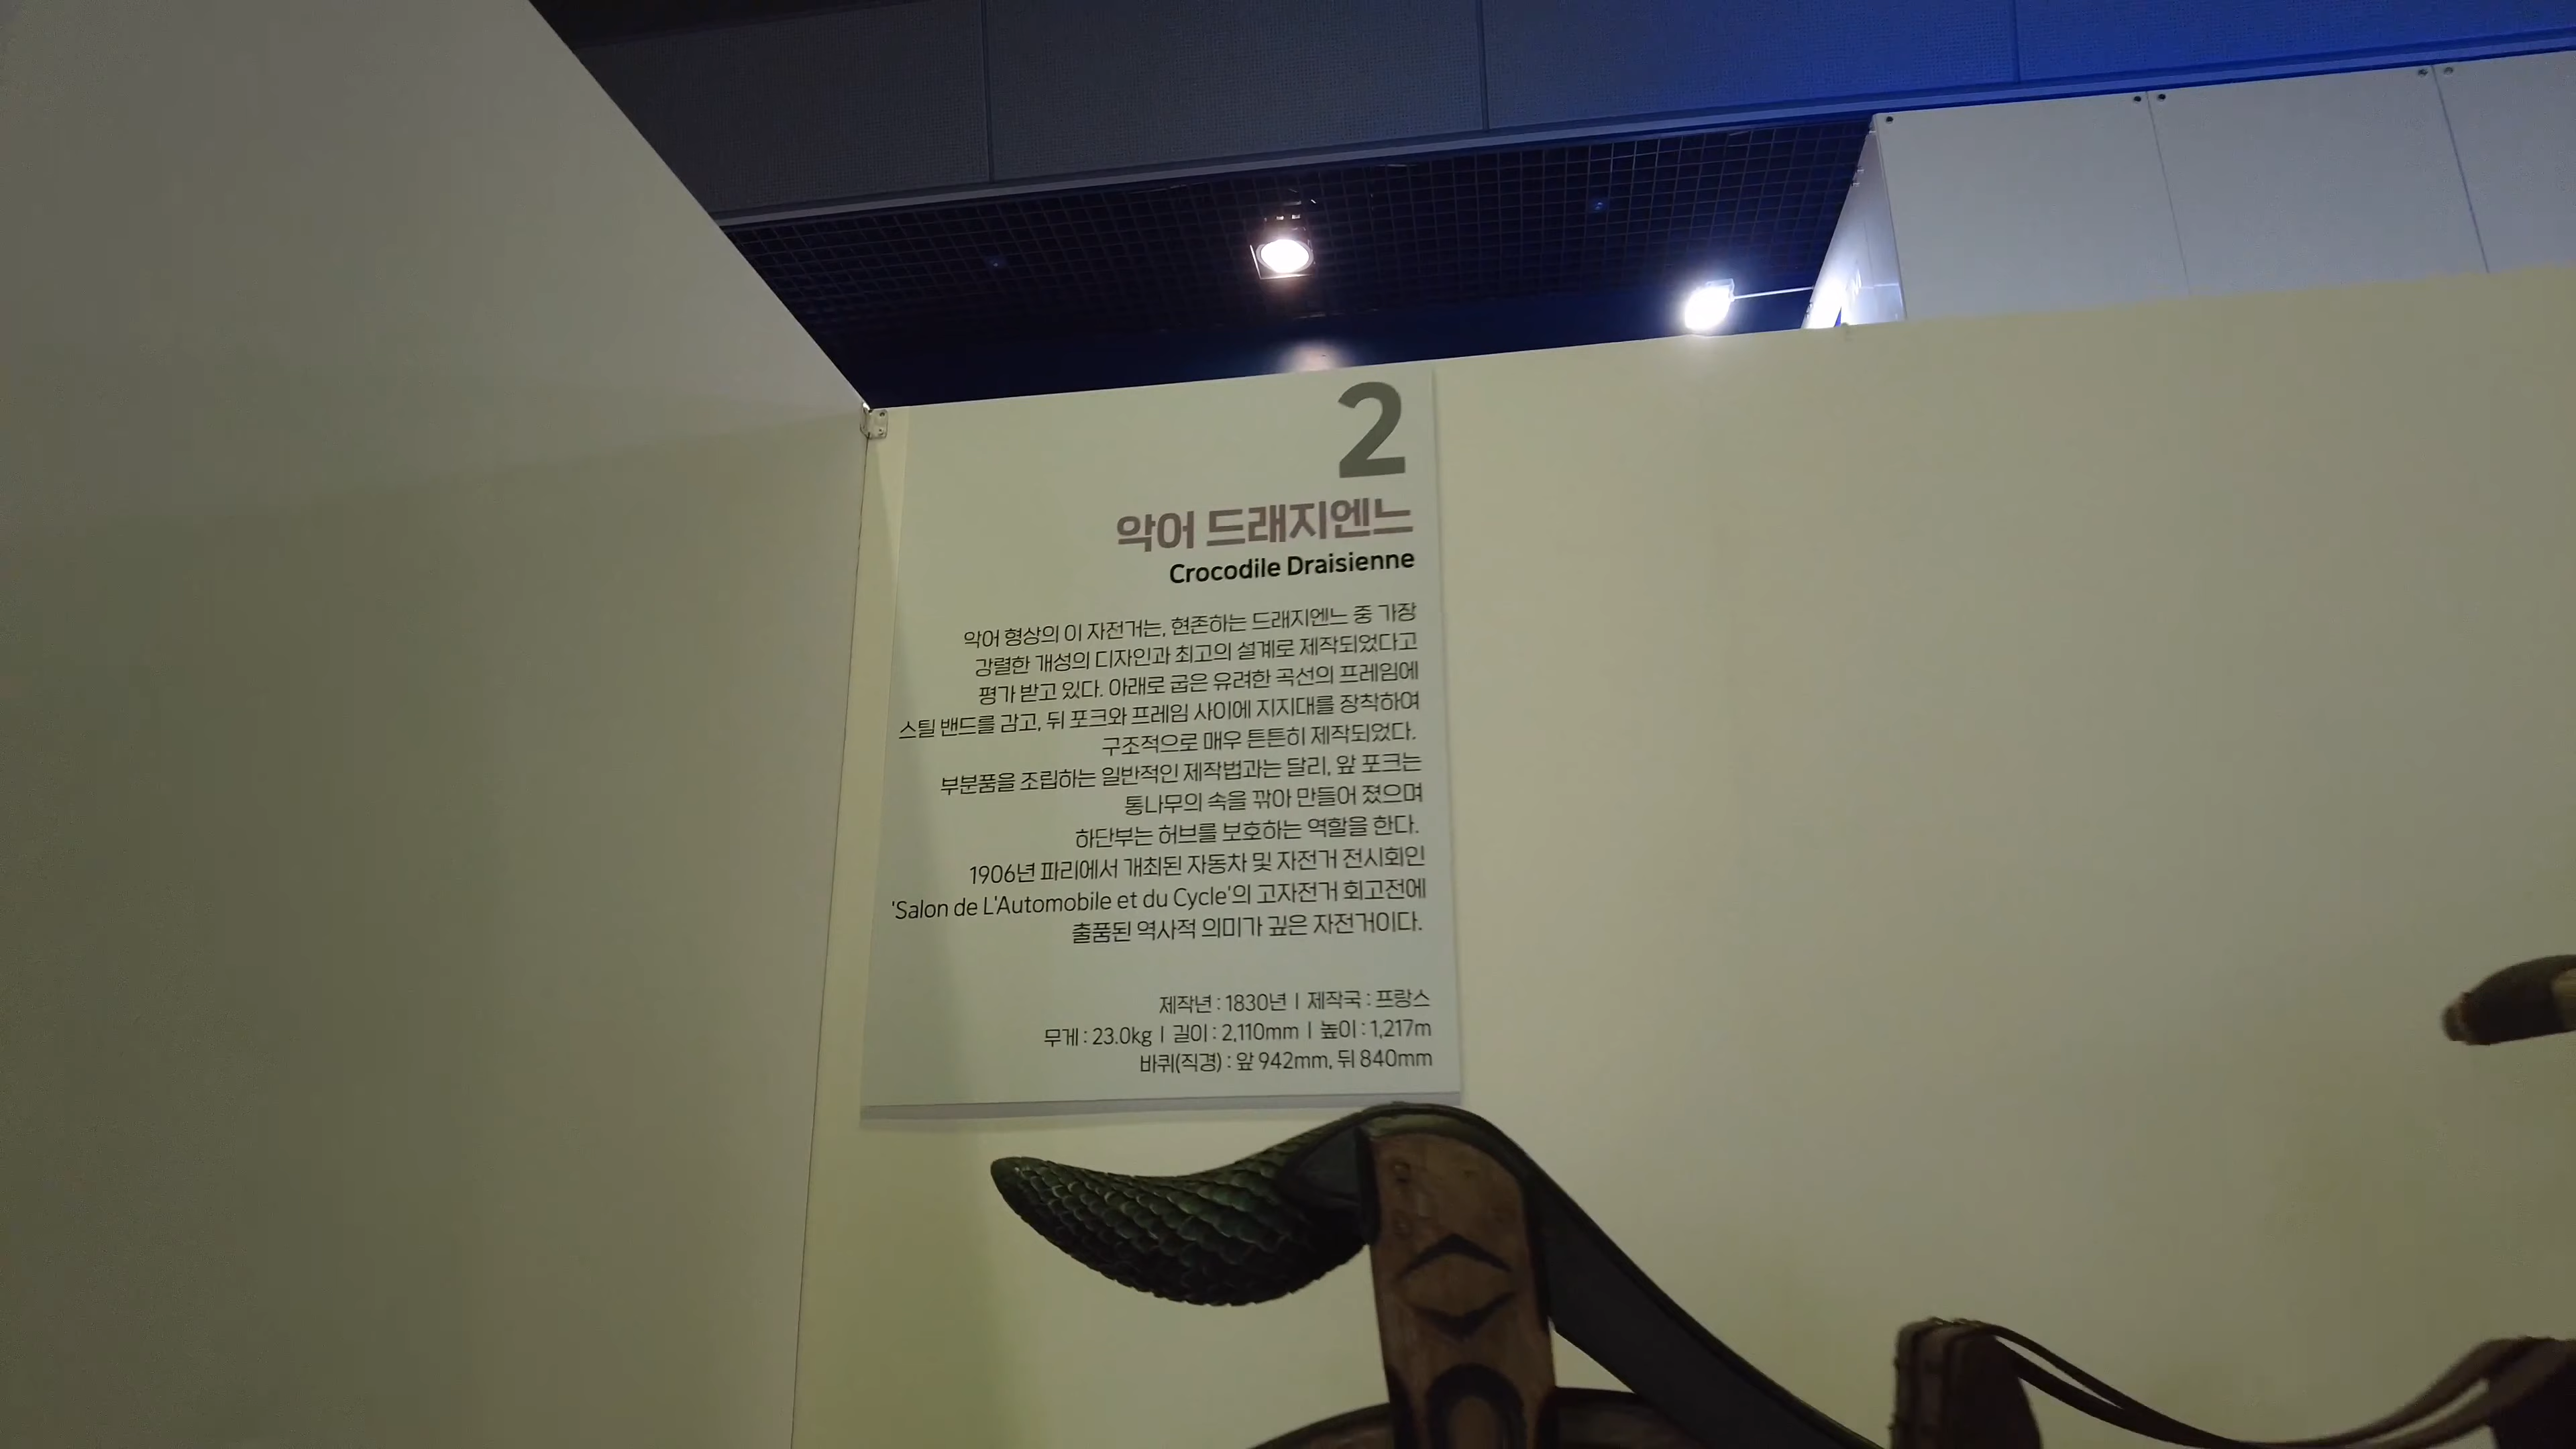 2
악어 드래지엔느
Crocodile Draisienne
악어 형상의 이 자전거는, 현존하는 드래지엔느 중 가장
강렬한 개성의 디자인과 최고의 설계로 제작되었다고
평가 받고 있다. 아래로 굽은 유려한 곡선의 프레임에
스틸 밴드를 감고, 뒤 포크와 프레임 사이에 지지대를 장착하여
구조적으로 매우 튼튼히 제작되었다.
부분품을 조립하는 일반적인 제작법과는 달리, 앞 포크는
통나무의 속을 깎아 만들어 졌으며
하단부는 허브를 보호하는 역할을 한다.
1906년 파리에서 개최된 자동차 및 자전거 전시회인
'Salon de L'Automobile et du Cycle'의 고자전거 회고전에
출품된 역사적 의미가 깊은 자전거이다.
제작년 : 1830년 | 제작국 : 프랑스
무게 : 23.0kg | 길이 : 2,110mm | 높이 : 1,217m
바퀴(직경) : 앞 942mm, 뒤 840mm